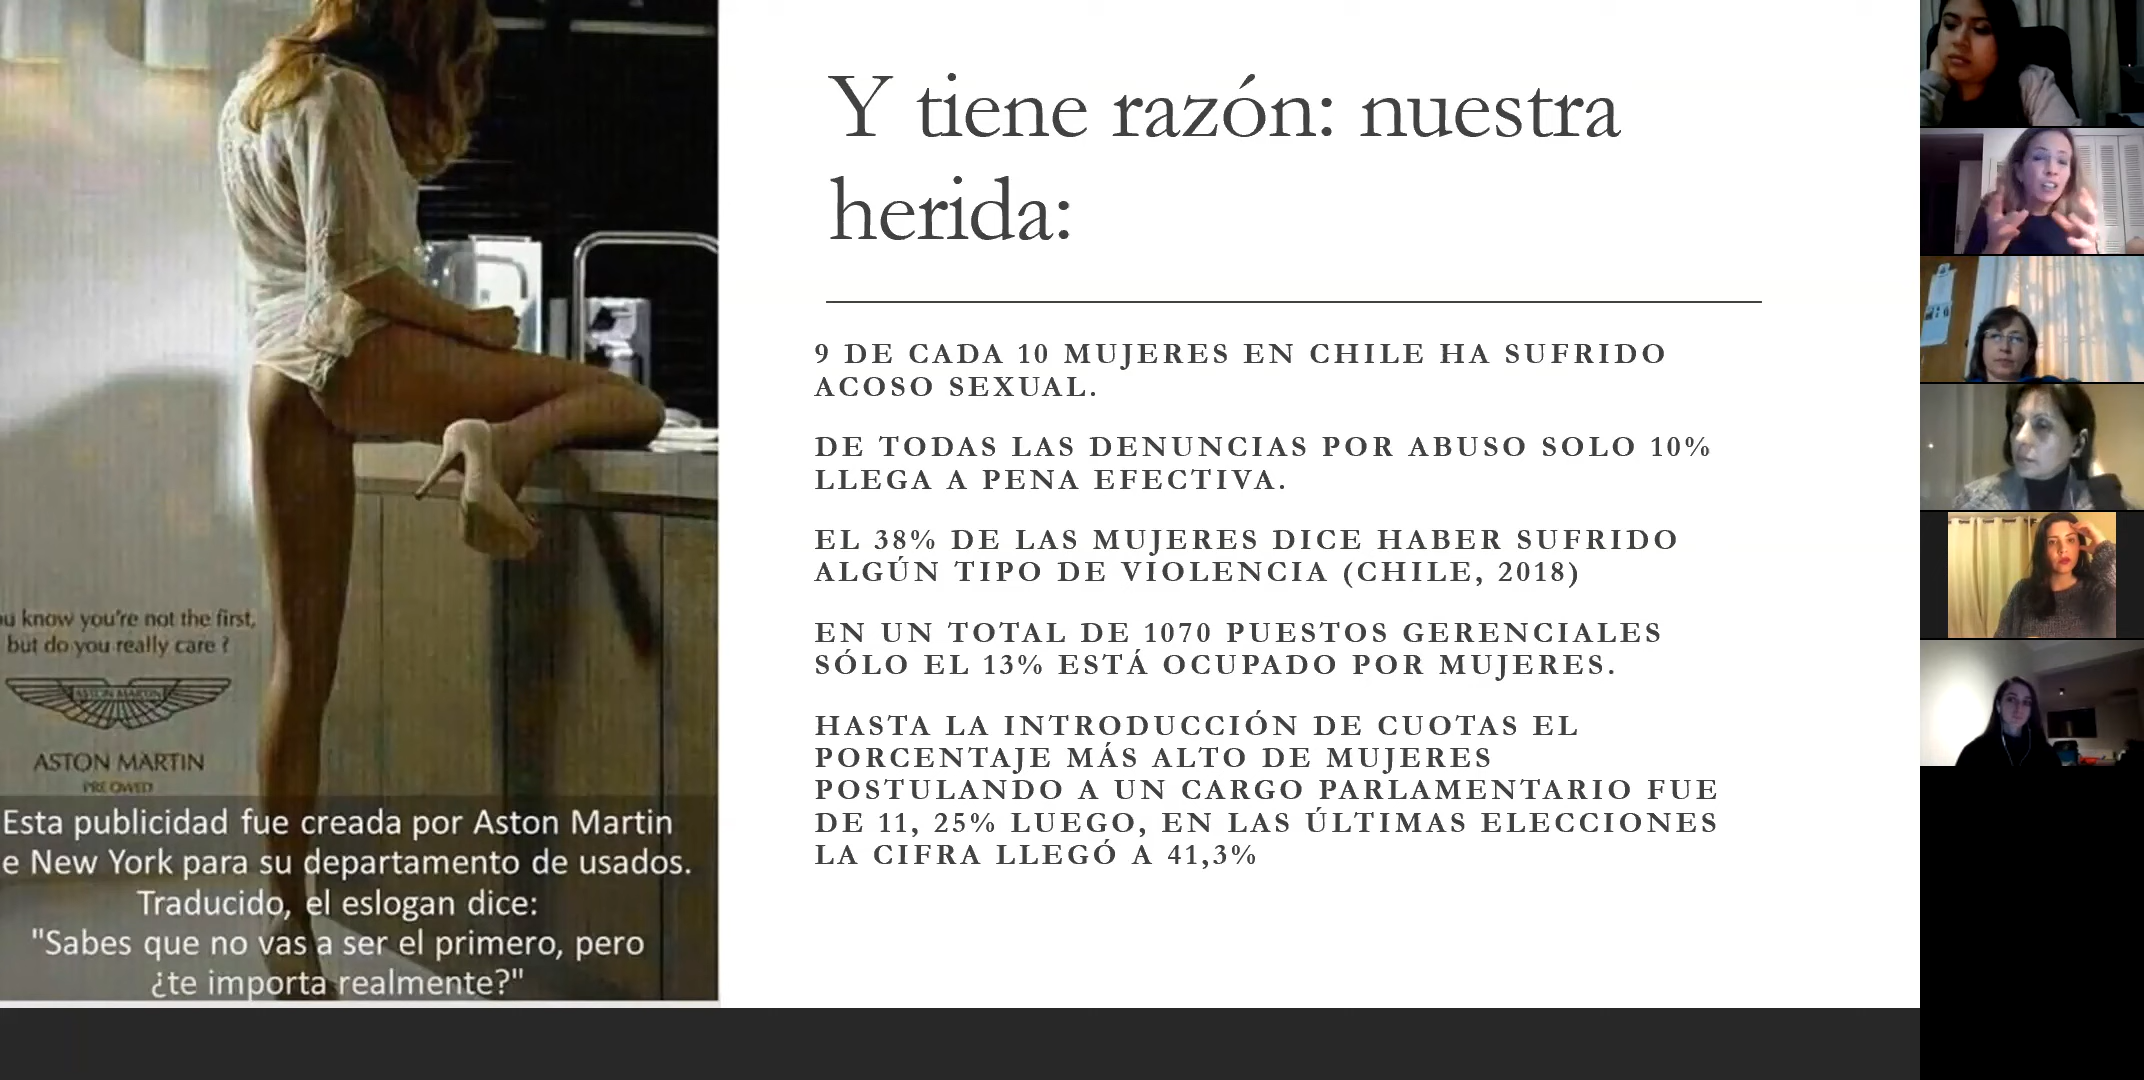 Y tiene razón: nuestra
herida:
9 DE CADA 10 MUJERES EN CHILE HA SUFRIDO
ACOSO SEXUAL.
DE TODAS LAS DENUNCIAS POR ABUSO SOLO 10%
LLEGA A PENA EFECTIVA.
EL 38% DE LAS MUJERES DICE HABER SUFRIDO
ALGÚN TIPO DE VIOLENCIA (CHILE, 2018)
EN UN TOTAL DE 1070 PUESTOS GERENCIALES
SÓLO EL 13% ESTÁ OCUPADO POR MUJERES.
HASTA LA INTRODUCCIÓN DE CUOTAS EL
PORCENTAJE MÁS ALTO DE MUJERES
POSTULANDO A UN CARGO PARLAMENTARIO FUE
DE 11, 25% LUEGO, EN LAS ÚLTIMAS ELECCIONES
LA CIFRA LLEGÓ A 41,3%
u know you're not the first,
but do you really care ?
ASTON MARTIN
ASTON MARTIN
PRE OWED
Esta publicidad fue creada por Aston Martin
e New York para su departamento de usados.
Traducido, el eslogan dice:
"Sabes que no vas a ser el primero, pero
¿te importa realmente?"